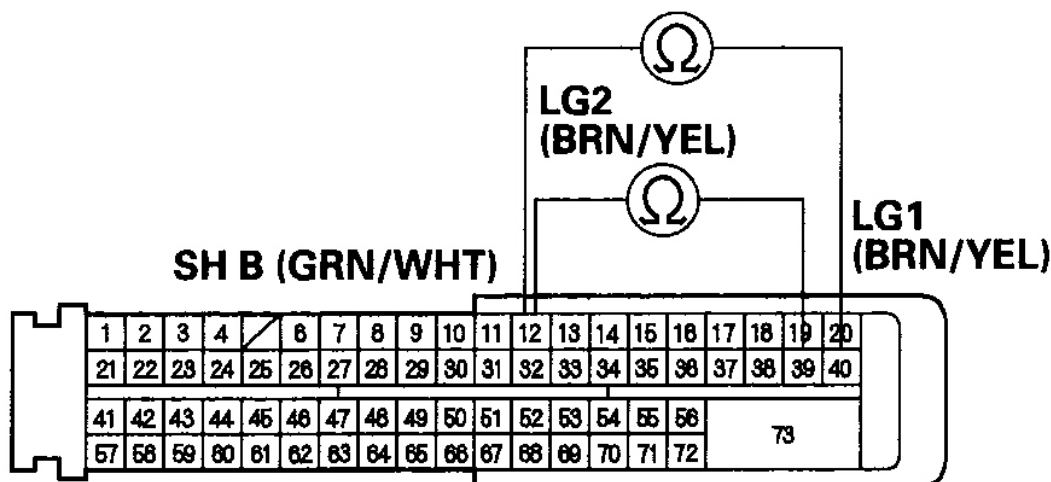 Ω
LG2
(BRN/YEL)
Ω
LG1
(BRN/YEL)
SH B (GRN/WHT)
1 2 3 4 6 7 8 9 10 11 12 13 14 15 16 17 18 19 20
21 22 23 24 25 26 27 28 29 30 31 32 33 34 35 36 37 38 39 40
41 42 43 44 45 46 47 48 49 50 51 52 53 54 55 56
73
57 58 59 60 61 62 63 64 65 66 67 68 69 70 71 72